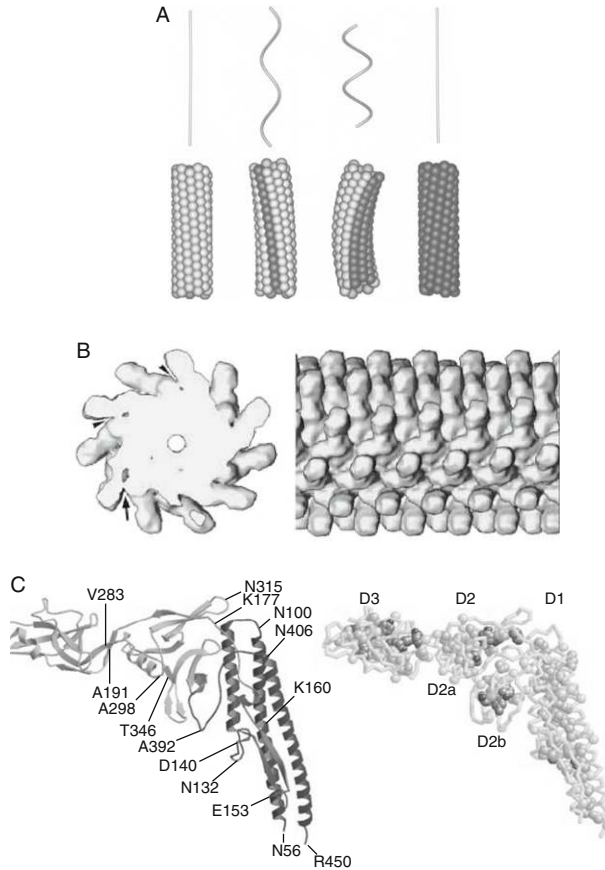 A
B
C
V283
N315
K177
N100
N406
A191
A298
T346
A392
K160
D140
N132
E153
N56
R450
D3
D2
D1
D2a
D2b